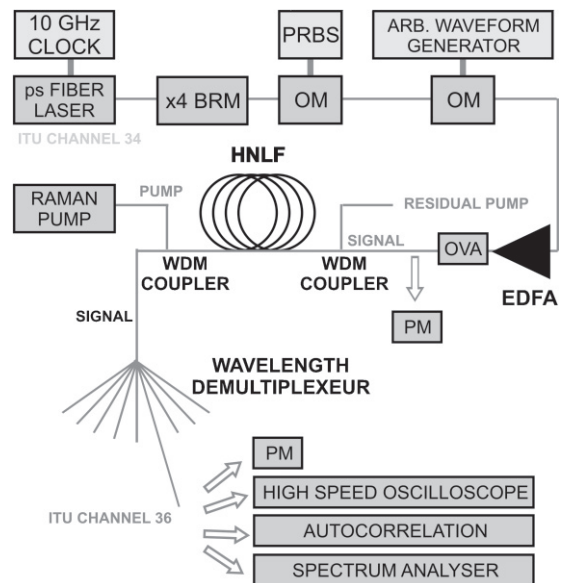 10 GHz
CLOCK
PRBS
ARB. WAVEFORM
GENERATOR
ps FIBER
LASER
x4 BRM
OM
OM
ITU CHANNEL 34
HNLF
RAMAN
PUMP
PUMP
RESIDUAL PUMP
SIGNAL
OVA
WDM
COUPLER
WDM
COUPLER
EDFA
PM
SIGNAL
WAVELENGTH
DEMULTIPLEXEUR
PM
HIGH SPEED OSCILLOSCOPE
ITU CHANNEL 36
AUTOCORRELATION
SPECTRUM ANALYSER